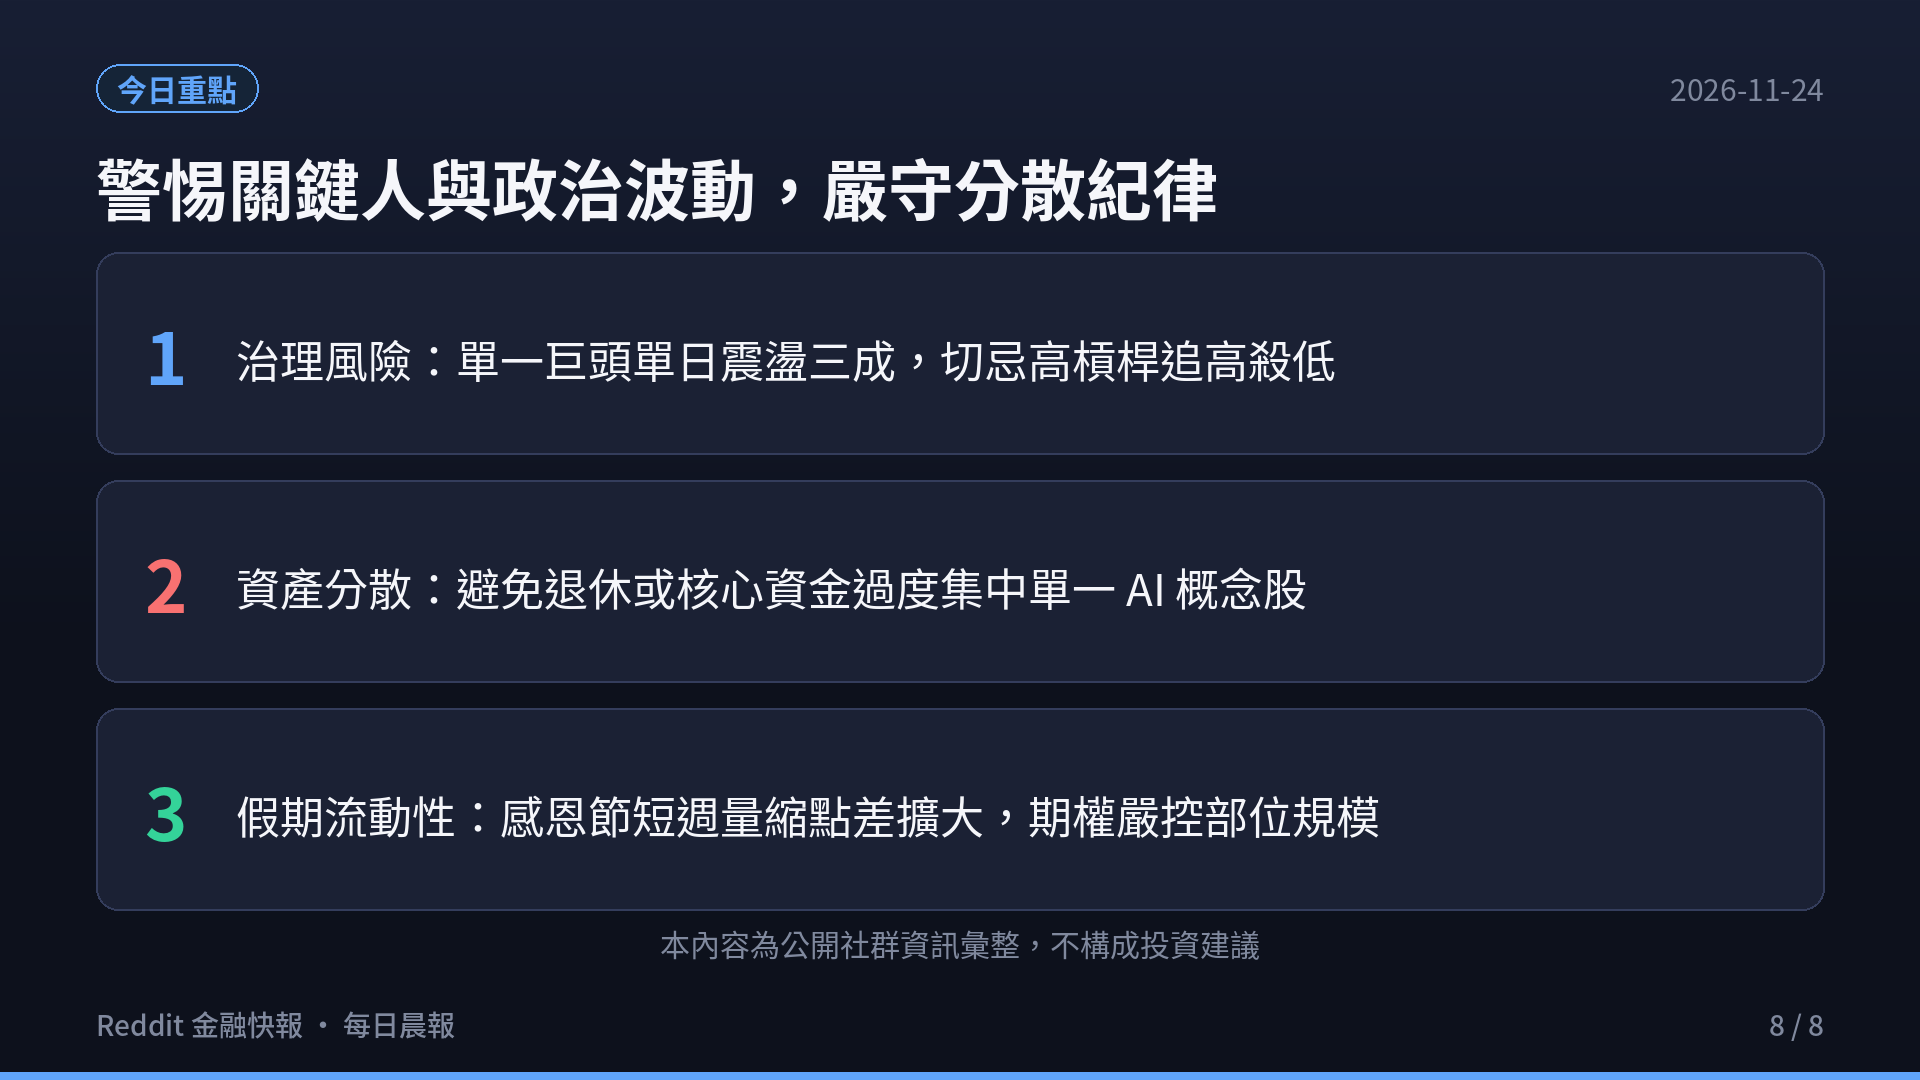 今日重點
2026-11-24
警惕關鍵人與政治波動，嚴守分散紀律
1 治理風險：單一巨頭單日震盪三成，切忌高槓桿追高殺低
2 資產分散：避免退休或核心資金過度集中單一 AI 概念股
3 假期流動性：感恩節短週量縮點差擴大，期權嚴控部位規模
本內容為公開社群資訊彙整，不構成投資建議
Reddit 金融快報 · 每日晨報
8 / 8